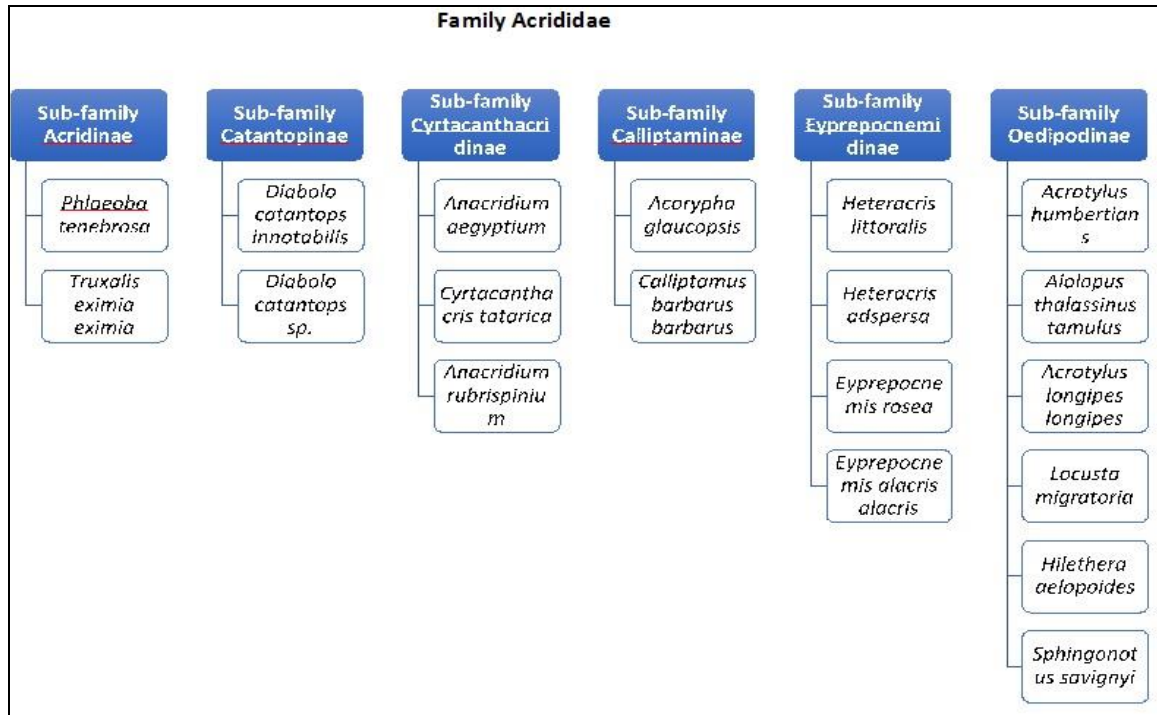 Family Acrididae
Sub-family
Acridinae
Phlaeoba
tenebrosa
Truxalis
eximia
eximia
Sub-family
Catantopinae
Diabolo
catantops
innotabilis
Diabolo
catantops
sp.
Sub-family
Cyrtacanthacri
dinae
Anacridium
aegyptium
Cyrtacantha
cris tatarica
Anacridium
rubrispiniu
m
Sub-family
Calliptaminae
Acorypha
glaucopsis
Calliptamus
barbarus
barbarus
Sub-family
Eyprepocnemi
dinae
Heteracris
littoralis
Heteracris
adspersa
Eyprepocne
mis rosea
Eyprepocne
mis alacris
alacris
Sub-family
Oedipodinae
Acrotylus
humbertian
s
Aiolopus
thalassinus
tamulus
Acrotylus
longipes
longipes
Locusta
migratoria
Hilethera
aelopoides
Sphingonot
us savignyi